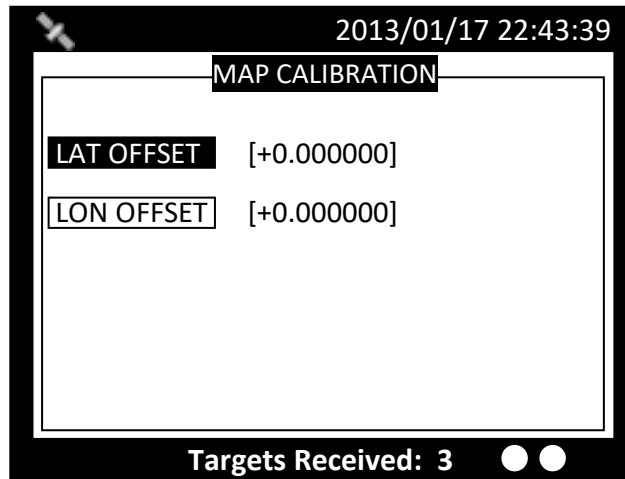 2013/01/17 22:43:39
MAP CALIBRATION
LAT OFFSET [+0.000000]
LON OFFSET [+0.000000]
Targets Received: 3